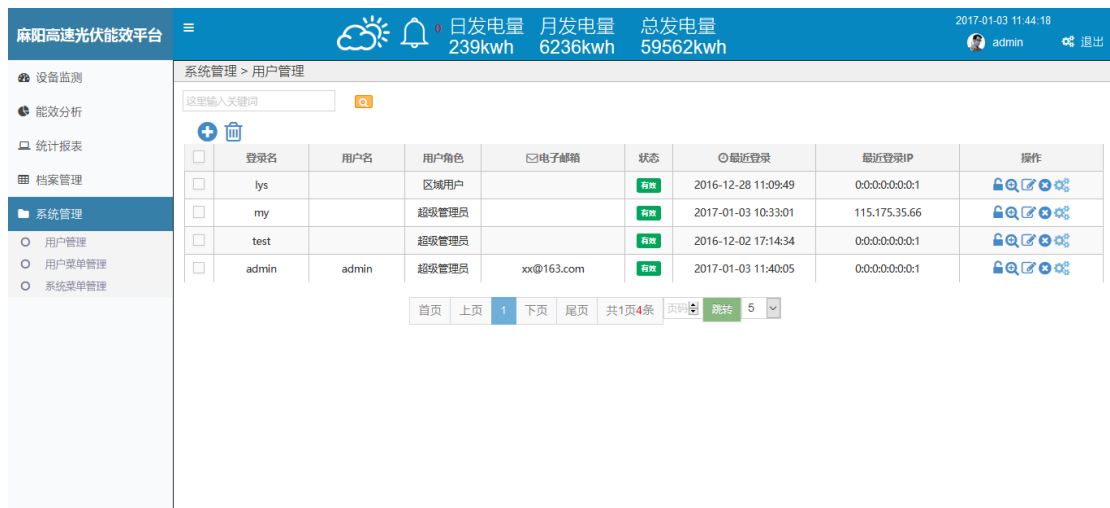 麻阳高速光伏能效平台
0
日发电量 月发电量 总发电量
239kwh 6236kwh 59562kwh
2017-01-03 11:44:18
admin 退出
设备监测
能效分析
统计报表
档案管理
系统管理
用户管理
用户菜单管理
系统菜单管理
系统管理 > 用户管理
这里输入关键词
登录名 用户名 用户角色 电子邮箱 状态 最近登录 最近登录IP 操作
lys 区域用户 有效 2016-12-28 11:09:49 0:0:0:0:0:0:0:1
my 超级管理员 有效 2017-01-03 10:33:01 115.175.35.66
test 超级管理员 有效 2016-12-02 17:14:34 0:0:0:0:0:0:0:1
admin admin 超级管理员 xx@163.com 有效 2017-01-03 11:40:05 0:0:0:0:0:0:0:1
首页 上页 1 下页 尾页 共1页4条 页码 跳转 5